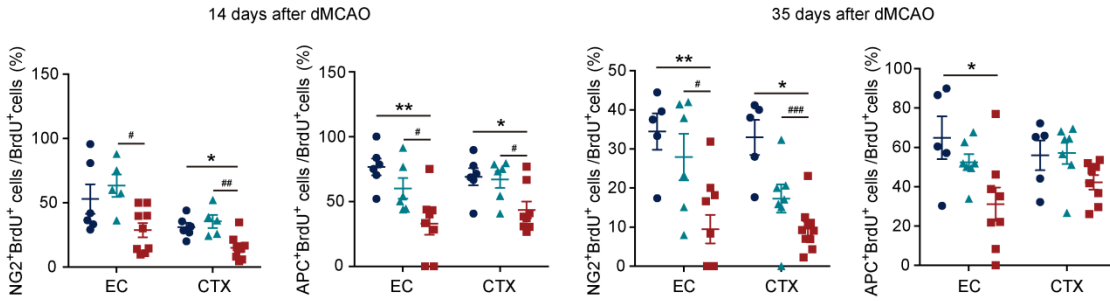 14 days after dMCAO
35 days after dMCAO
NG2⁺BrdU⁺ cells /BrdU⁺cells (%)
150
100
50
0
#
*
##
EC
CTX
APC⁺BrdU⁺ cells /BrdU⁺cells (%)
150
100
50
0
**
#
*
#
EC
CTX
NG2⁺BrdU⁺ cells /BrdU⁺cells (%)
50
40
30
20
10
0
**
#
*
###
EC
CTX
APC⁺BrdU⁺ cells /BrdU⁺cells (%)
100
80
60
40
20
0
*
EC
CTX